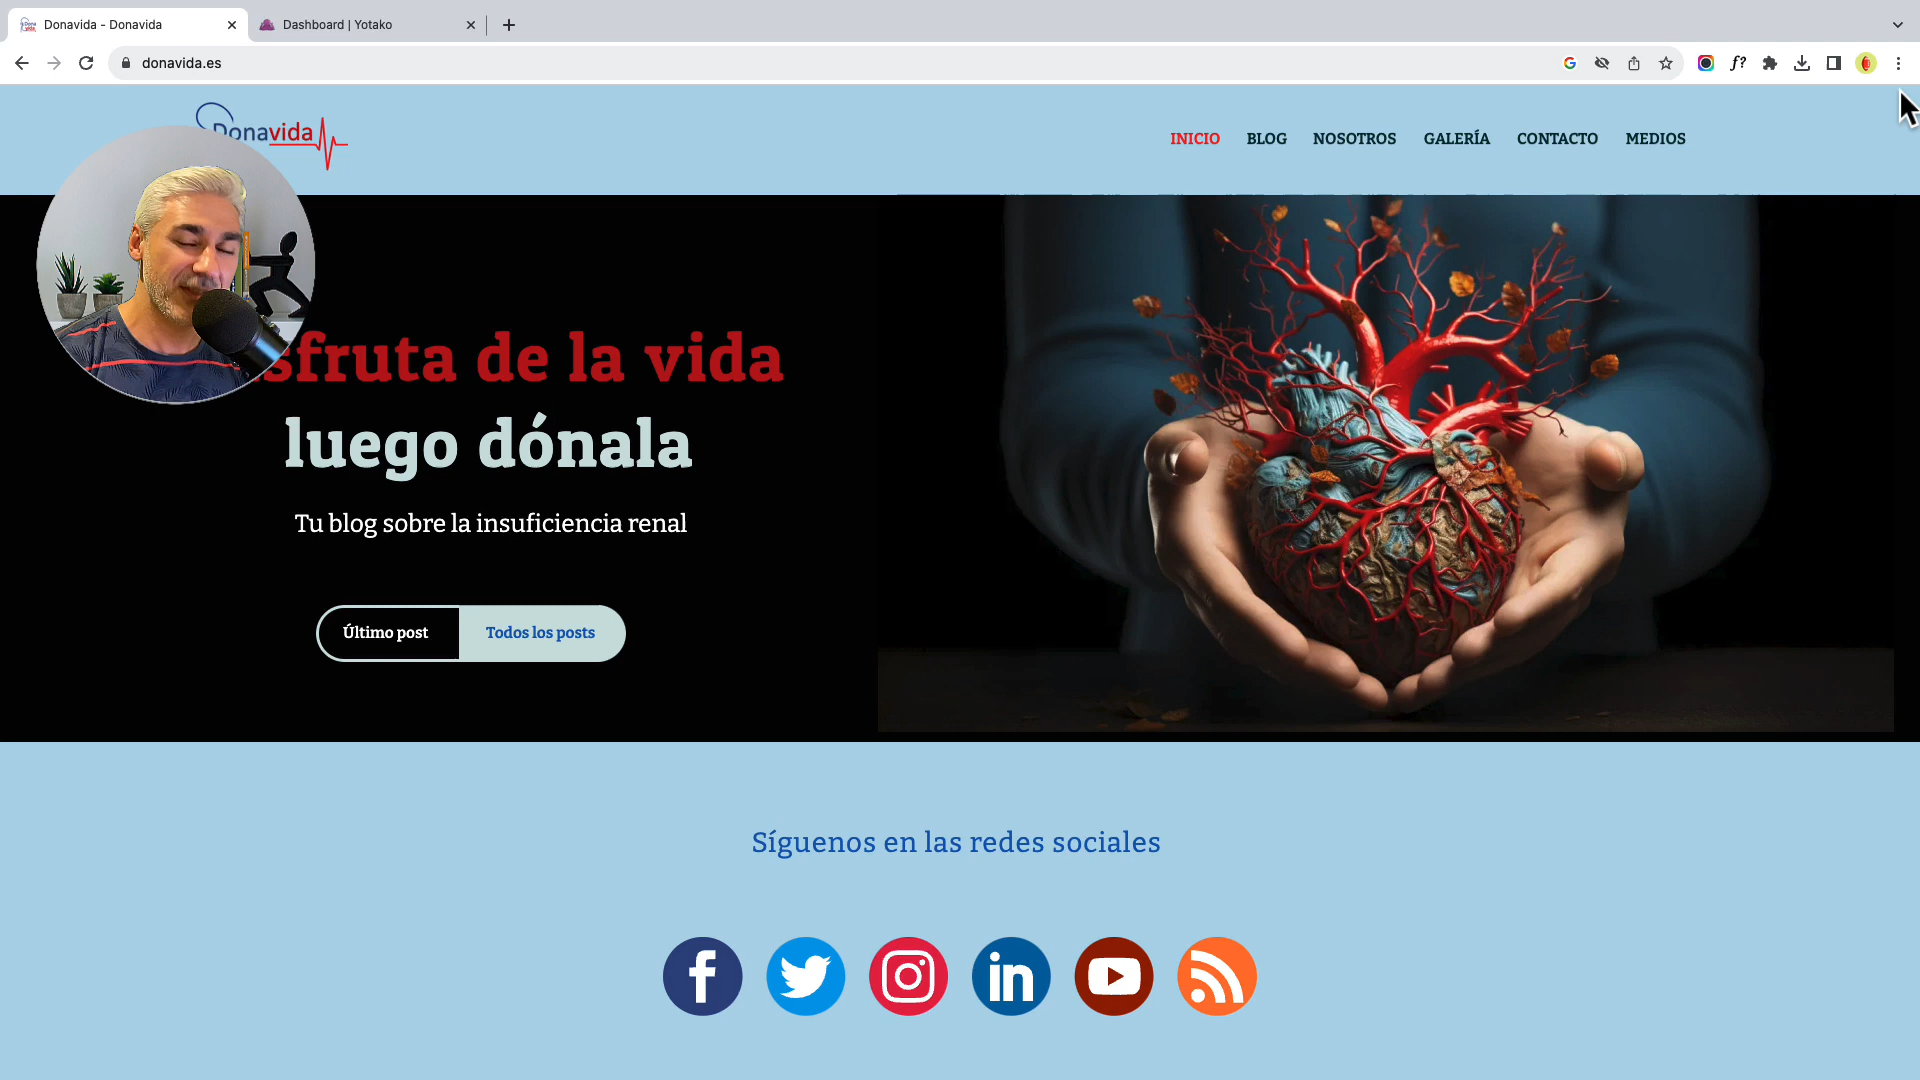 Donavida - Donavida
Dashboard | Yotako
donavida.es
f?
Donavida
INICIO
BLOG
NOSOTROS
GALERÍA
CONTACTO
MEDIOS
sfruta de la vida
luego dónala
Tu blog sobre la insuficiencia renal
Último post
Todos los posts
Síguenos en las redes sociales